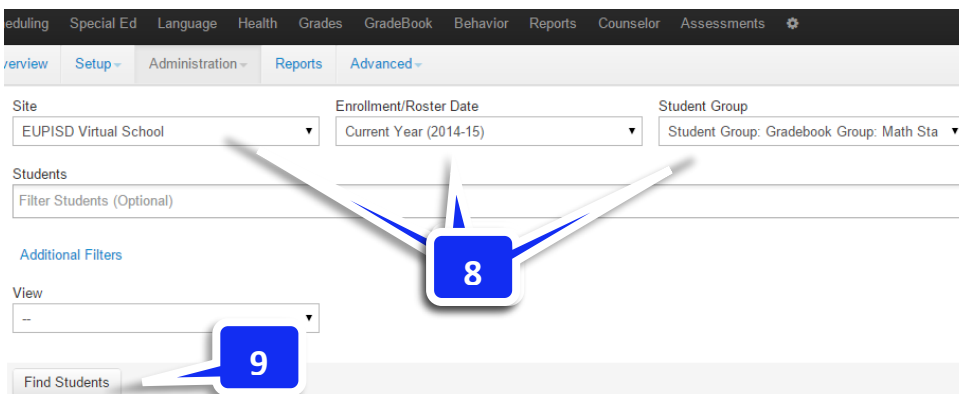 eduling Special Ed Language Health Grades GradeBook Behavior Reports Counselor Assessments
verview Setup Administration Reports Advanced
Site Enrollment/Roster Date Student Group
EUPISD Virtual School Current Year (2014-15) Student Group: Gradebook Group: Math Sta
Students
Filter Students (Optional)
Additional Filters
8
View
--
9
Find Students